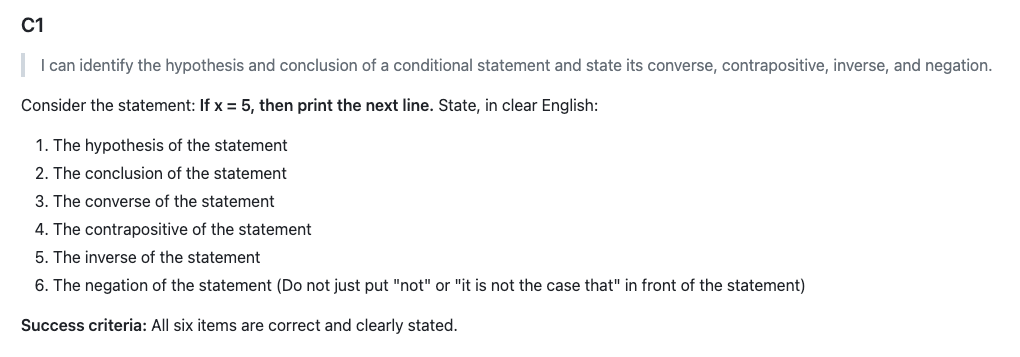 C1
I can identify the hypothesis and conclusion of a conditional statement and state its converse, contrapositive, inverse, and negation.
Consider the statement: If x = 5, then print the next line. State, in clear English:
1. The hypothesis of the statement
2. The conclusion of the statement
3. The converse of the statement
4. The contrapositive of the statement
5. The inverse of the statement
6. The negation of the statement (Do not just put "not" or "it is not the case that" in front of the statement)
Success criteria: All six items are correct and clearly stated.